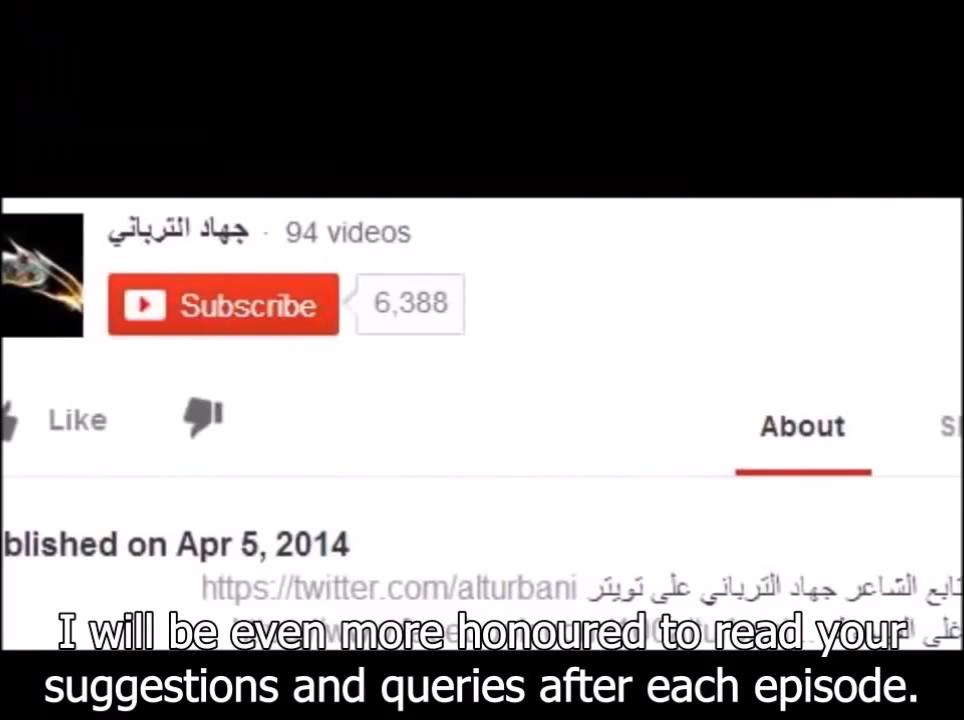 جهاد الترباني · 94 videos
Subscribe 6,388
Like
About
blished on Apr 5, 2014
تابع الشاعر جهاد الترباني على تويتر https://twitter.com/alturbani
على
I will be even more honoured to read your
suggestions and queries after each episode.